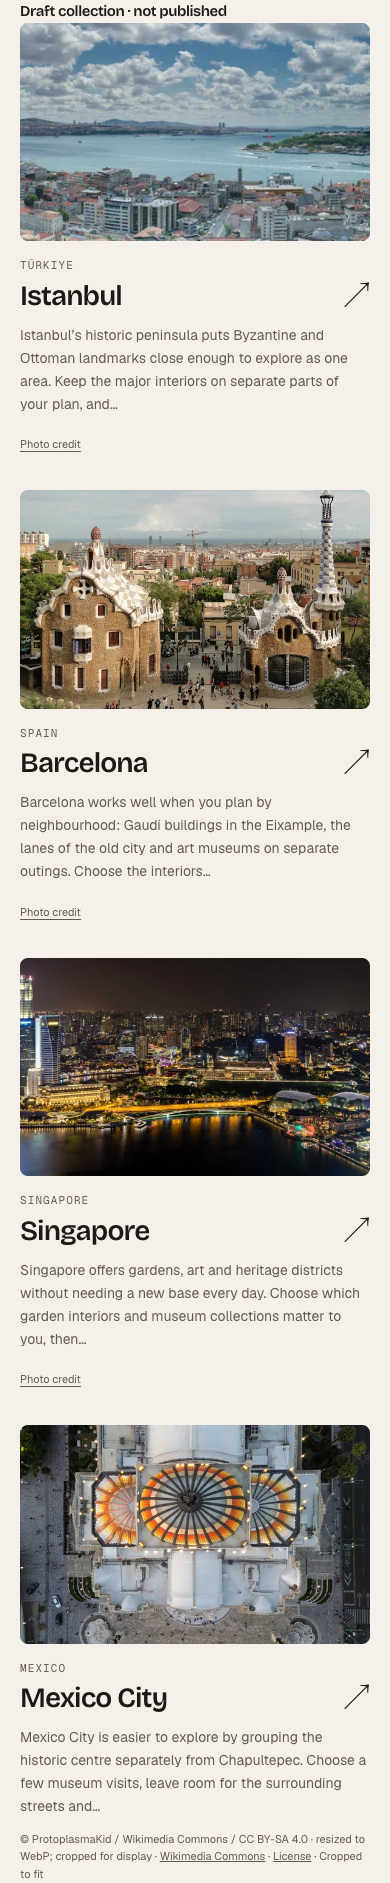 Draft collection · not published
TÜRKIYE
Istanbul
Istanbul's historic peninsula puts Byzantine and
Ottoman landmarks close enough to explore as one
area. Keep the major interiors on separate parts of
your plan, and…
Photo credit
SPAIN
Barcelona
Barcelona works well when you plan by
neighbourhood: Gaudí buildings in the Eixample, the
lanes of the old city and art museums on separate
outings. Choose the interiors…
Photo credit
SINGAPORE
Singapore
Singapore offers gardens, art and heritage districts
without needing a new base every day. Choose which
garden interiors and museum collections matter to
you, then…
Photo credit
MEXICO
Mexico City
Mexico City is easier to explore by grouping the
historic centre separately from Chapultepec. Choose a
few museum visits, leave room for the surrounding
streets and…
© ProtoplasmaKid / Wikimedia Commons / CC BY-SA 4.0 · resized to
WebP; cropped for display · Wikimedia Commons · License · Cropped
to fit